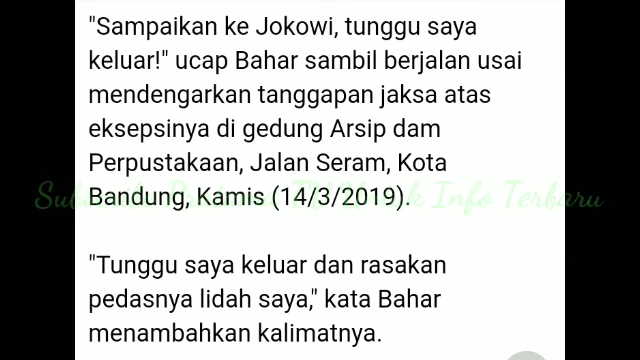 "Sampaikan ke Jokowi, tunggu saya
keluar!" ucap Bahar sambil berjalan usai
mendengarkan tanggapan jaksa atas
eksepsinya di gedung Arsip dam
Perpustakaan, Jalan Seram, Kota
Bandung, Kamis (14/3/2019).
Info Terbaru
"Tunggu saya keluar dan rasakan
pedasnya lidah saya," kata Bahar
menambahkan kalimatnya.